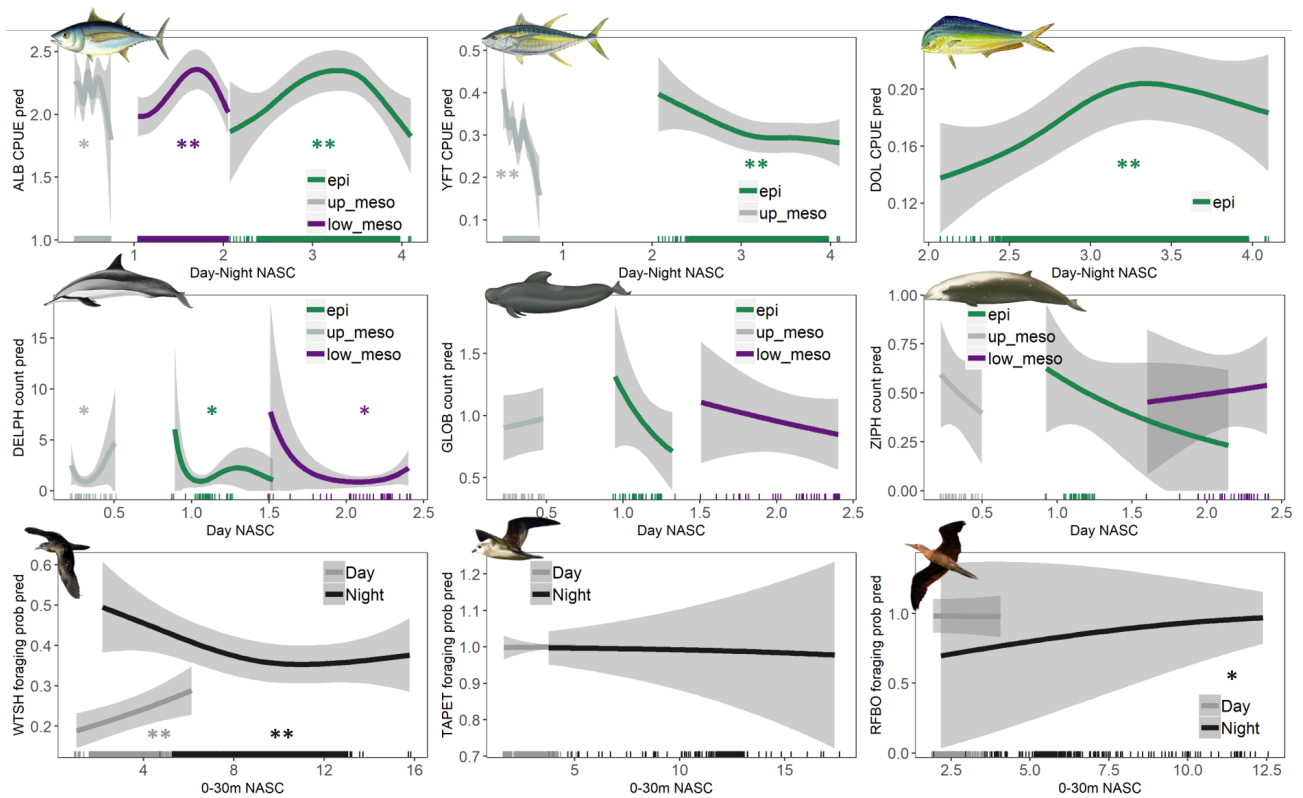 ALB CPUE pred
2.5
2.0
1.5
1.0
*
**
**
epi
up_meso
low_meso
1
2
3
4
Day-Night NASC
YFT CPUE pred
0.5
0.4
0.3
0.2
0.1
**
**
epi
up_meso
1
2
3
4
Day-Night NASC
DOL CPUE pred
0.20
0.16
0.12
**
epi
2.0
2.5
3.0
3.5
4.0
Day-Night NASC
DELPH count pred
15
10
5
0
epi
up_meso
low_meso
*
*
*
0.5
1.0
1.5
2.0
2.5
Day NASC
GLOB count pred
1.5
1.0
0.5
epi
up_meso
low_meso
0.5
1.0
1.5
2.0
2.5
Day NASC
ZIPH count pred
1.00
0.75
0.50
0.25
0.00
epi
up_meso
low_meso
0.5
1.0
1.5
2.0
2.5
Day NASC
WTSH foraging prob pred
0.6
0.5
0.4
0.3
0.2
Day
Night
**
**
4
8
12
16
0-30m NASC
TAPET foraging prob pred
1.2
1.1
1.0
0.9
0.8
0.7
Day
Night
5
10
15
0-30m NASC
RFBO foraging prob pred
1.0
0.5
0.0
*
Day
Night
2.5
5.0
7.5
10.0
12.5
0-30m NASC